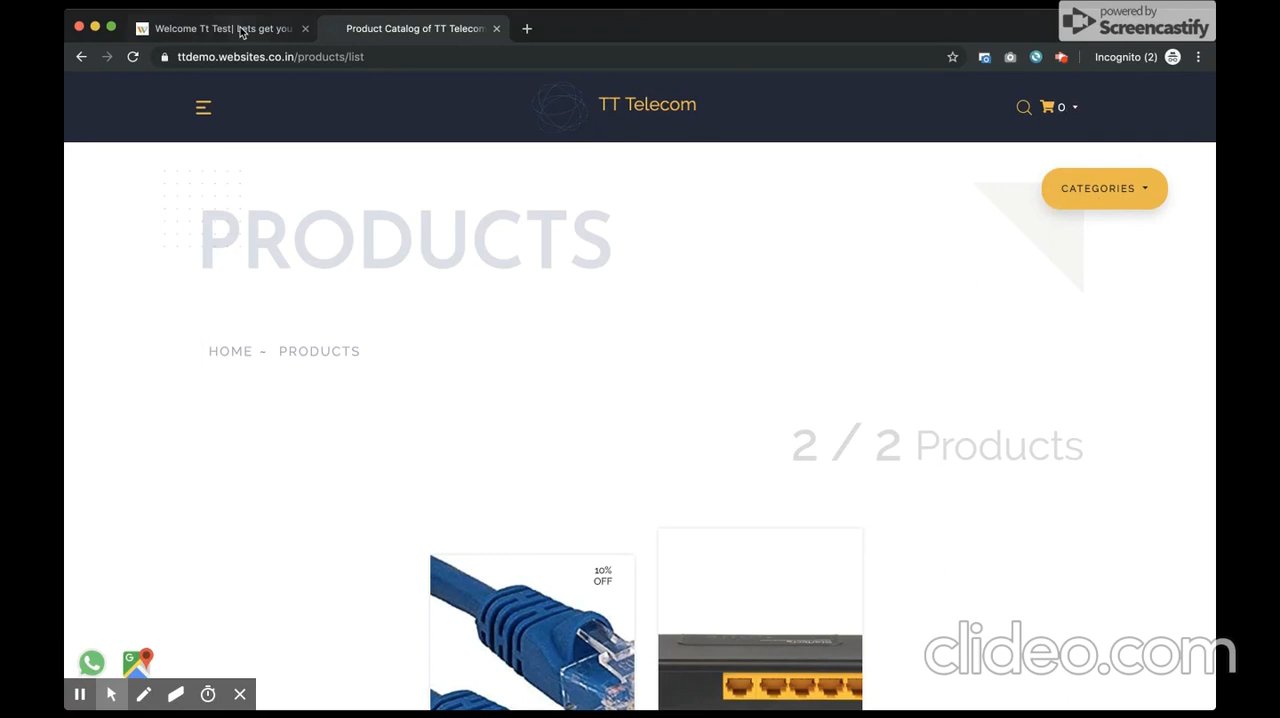 powered by
Screencastify
W Welcome Tt Test| Lets get you
Product Catalog of TT Telecom
ttdemo.websites.co.in/products/list
Incognito (2)
TT Telecom
0
CATEGORIES
PRODUCTS
HOME ~ PRODUCTS
2 / 2 Products
10%
OFF
G
clideo.com